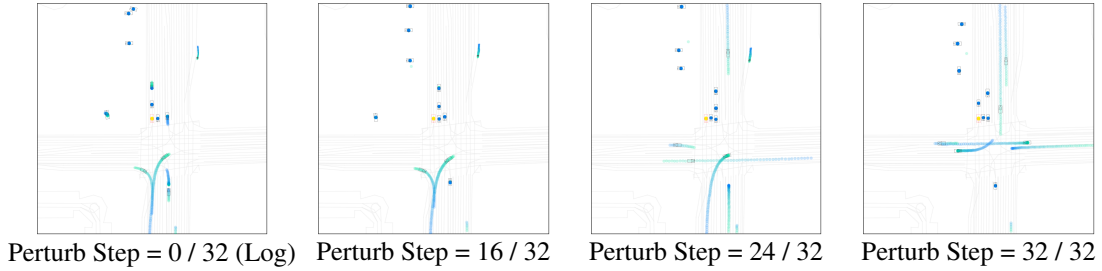 Perturb Step = 0 / 32 (Log)
Perturb Step = 16 / 32
Perturb Step = 24 / 32
Perturb Step = 32 / 32